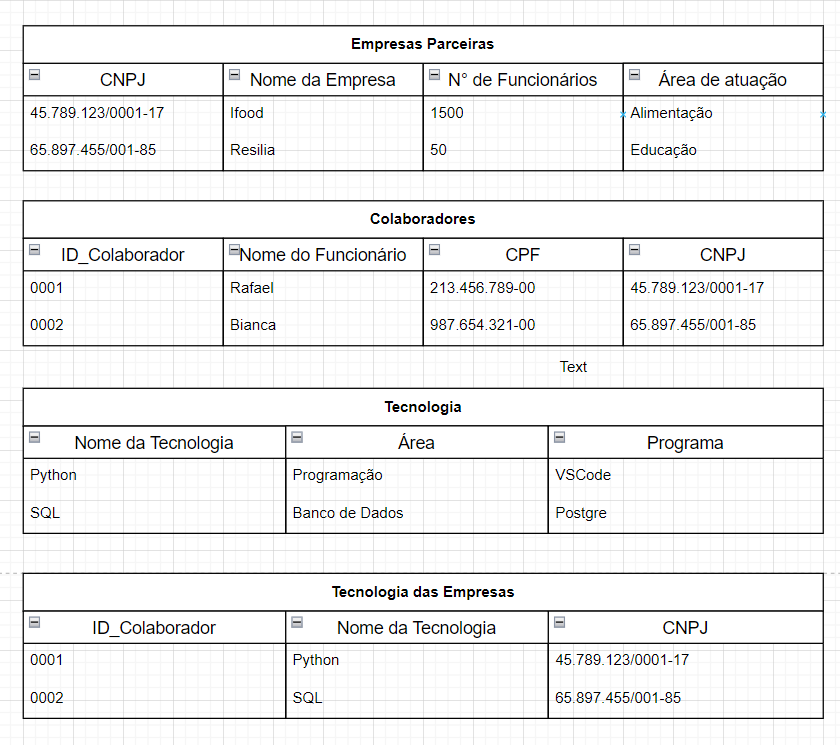 Empresas Parceiras
CNPJ Nome da Empresa N° de Funcionários Área de atuação
45.789.123/0001-17 Ifood 1500 Alimentação
65.897.455/001-85 Resilia 50 Educação
Colaboradores
ID_Colaborador Nome do Funcionário CPF CNPJ
0001 Rafael 213.456.789-00 45.789.123/0001-17
0002 Bianca 987.654.321-00 65.897.455/001-85
Text
Tecnologia
Nome da Tecnologia Área Programa
Python Programação VSCode
SQL Banco de Dados Postgre
Tecnologia das Empresas
ID_Colaborador Nome da Tecnologia CNPJ
0001 Python 45.789.123/0001-17
0002 SQL 65.897.455/001-85